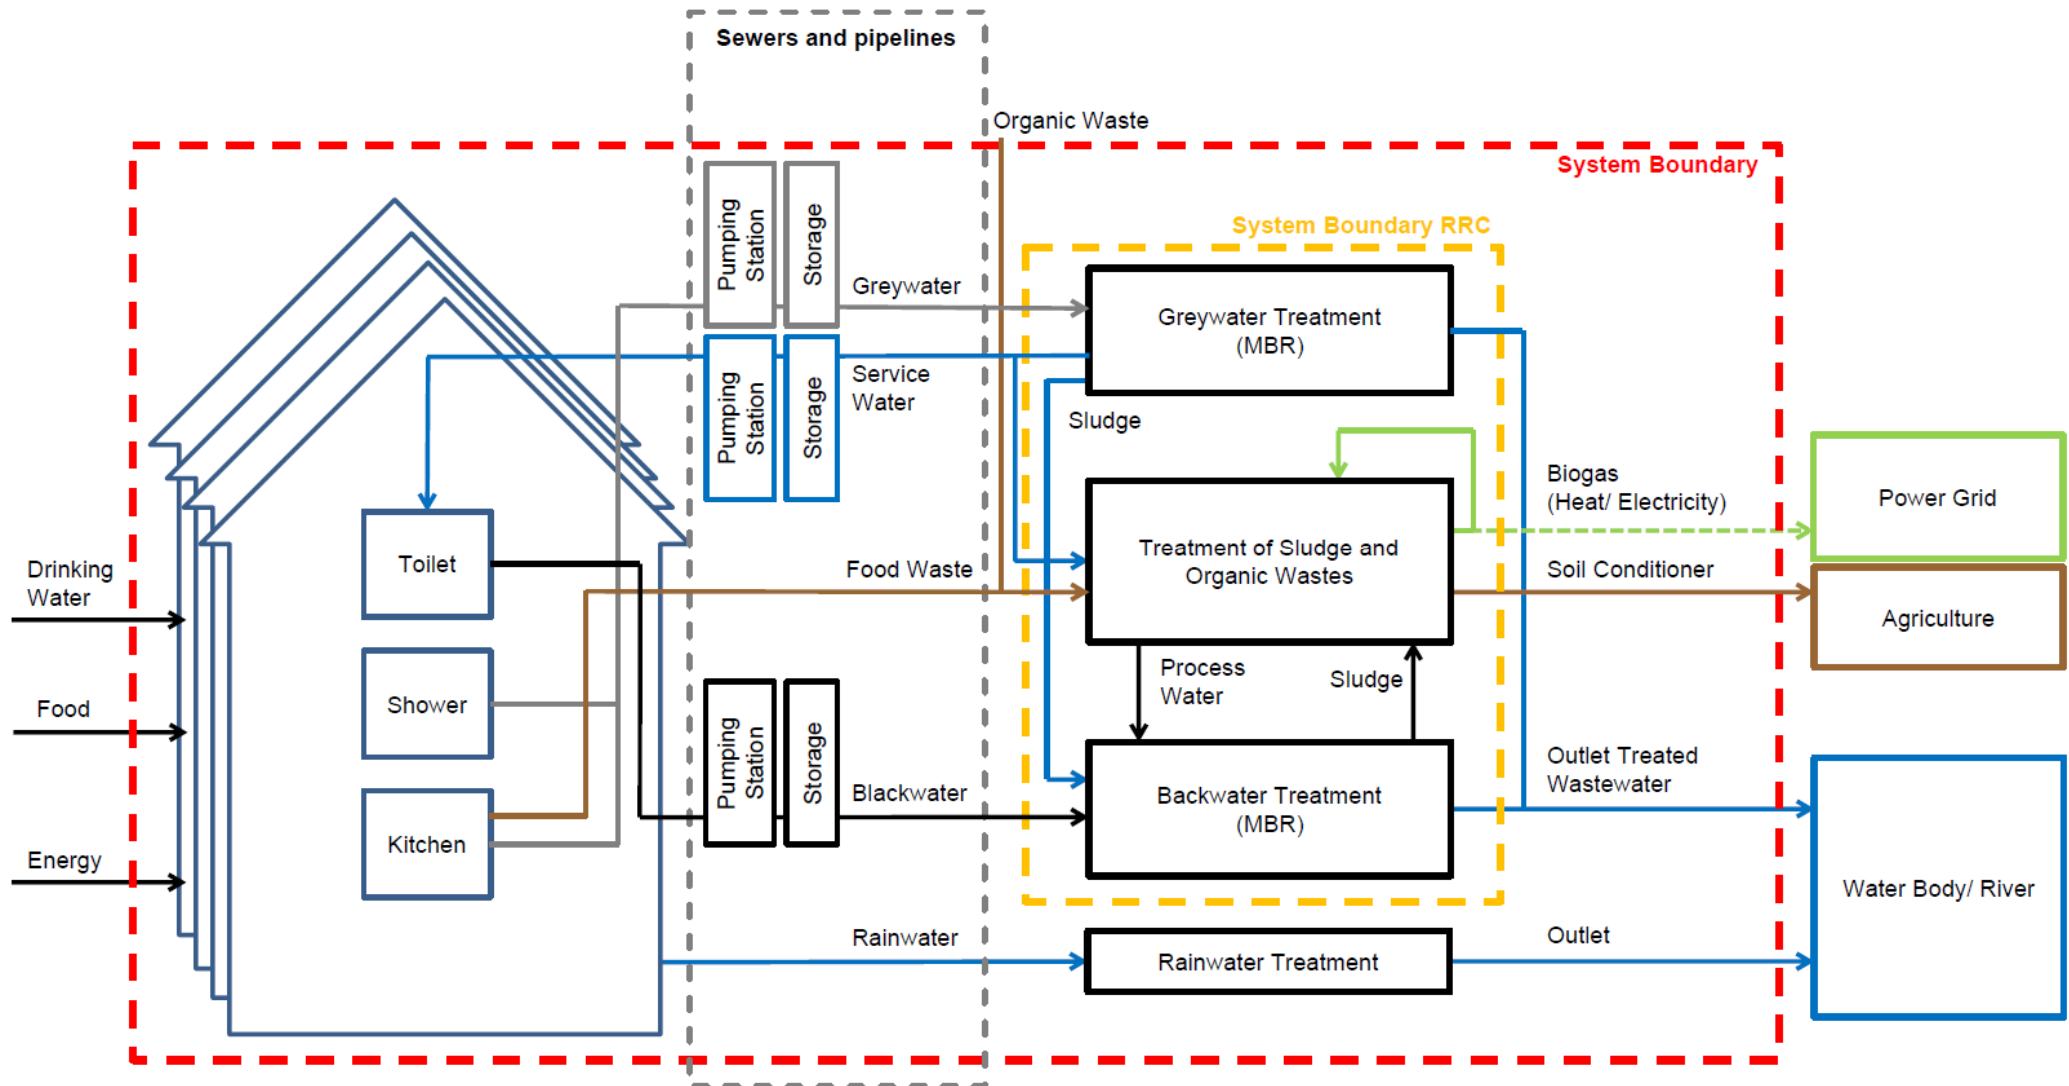 Sewers and pipelines
Organic Waste
System Boundary
System Boundary RRC
Pumping
Station
Storage
Greywater
Greywater Treatment
(MBR)
Pumping
Station
Storage
Service
Water
Sludge
Biogas
(Heat/ Electricity)
Power Grid
Toilet
Drinking
Water
Food Waste
Treatment of Sludge and
Organic Wastes
Soil Conditioner
Agriculture
Process
Water
Sludge
Shower
Food
Pumping
Station
Storage
Blackwater
Backwater Treatment
(MBR)
Outlet Treated
Wastewater
Kitchen
Energy
Water Body/ River
Rainwater
Rainwater Treatment
Outlet